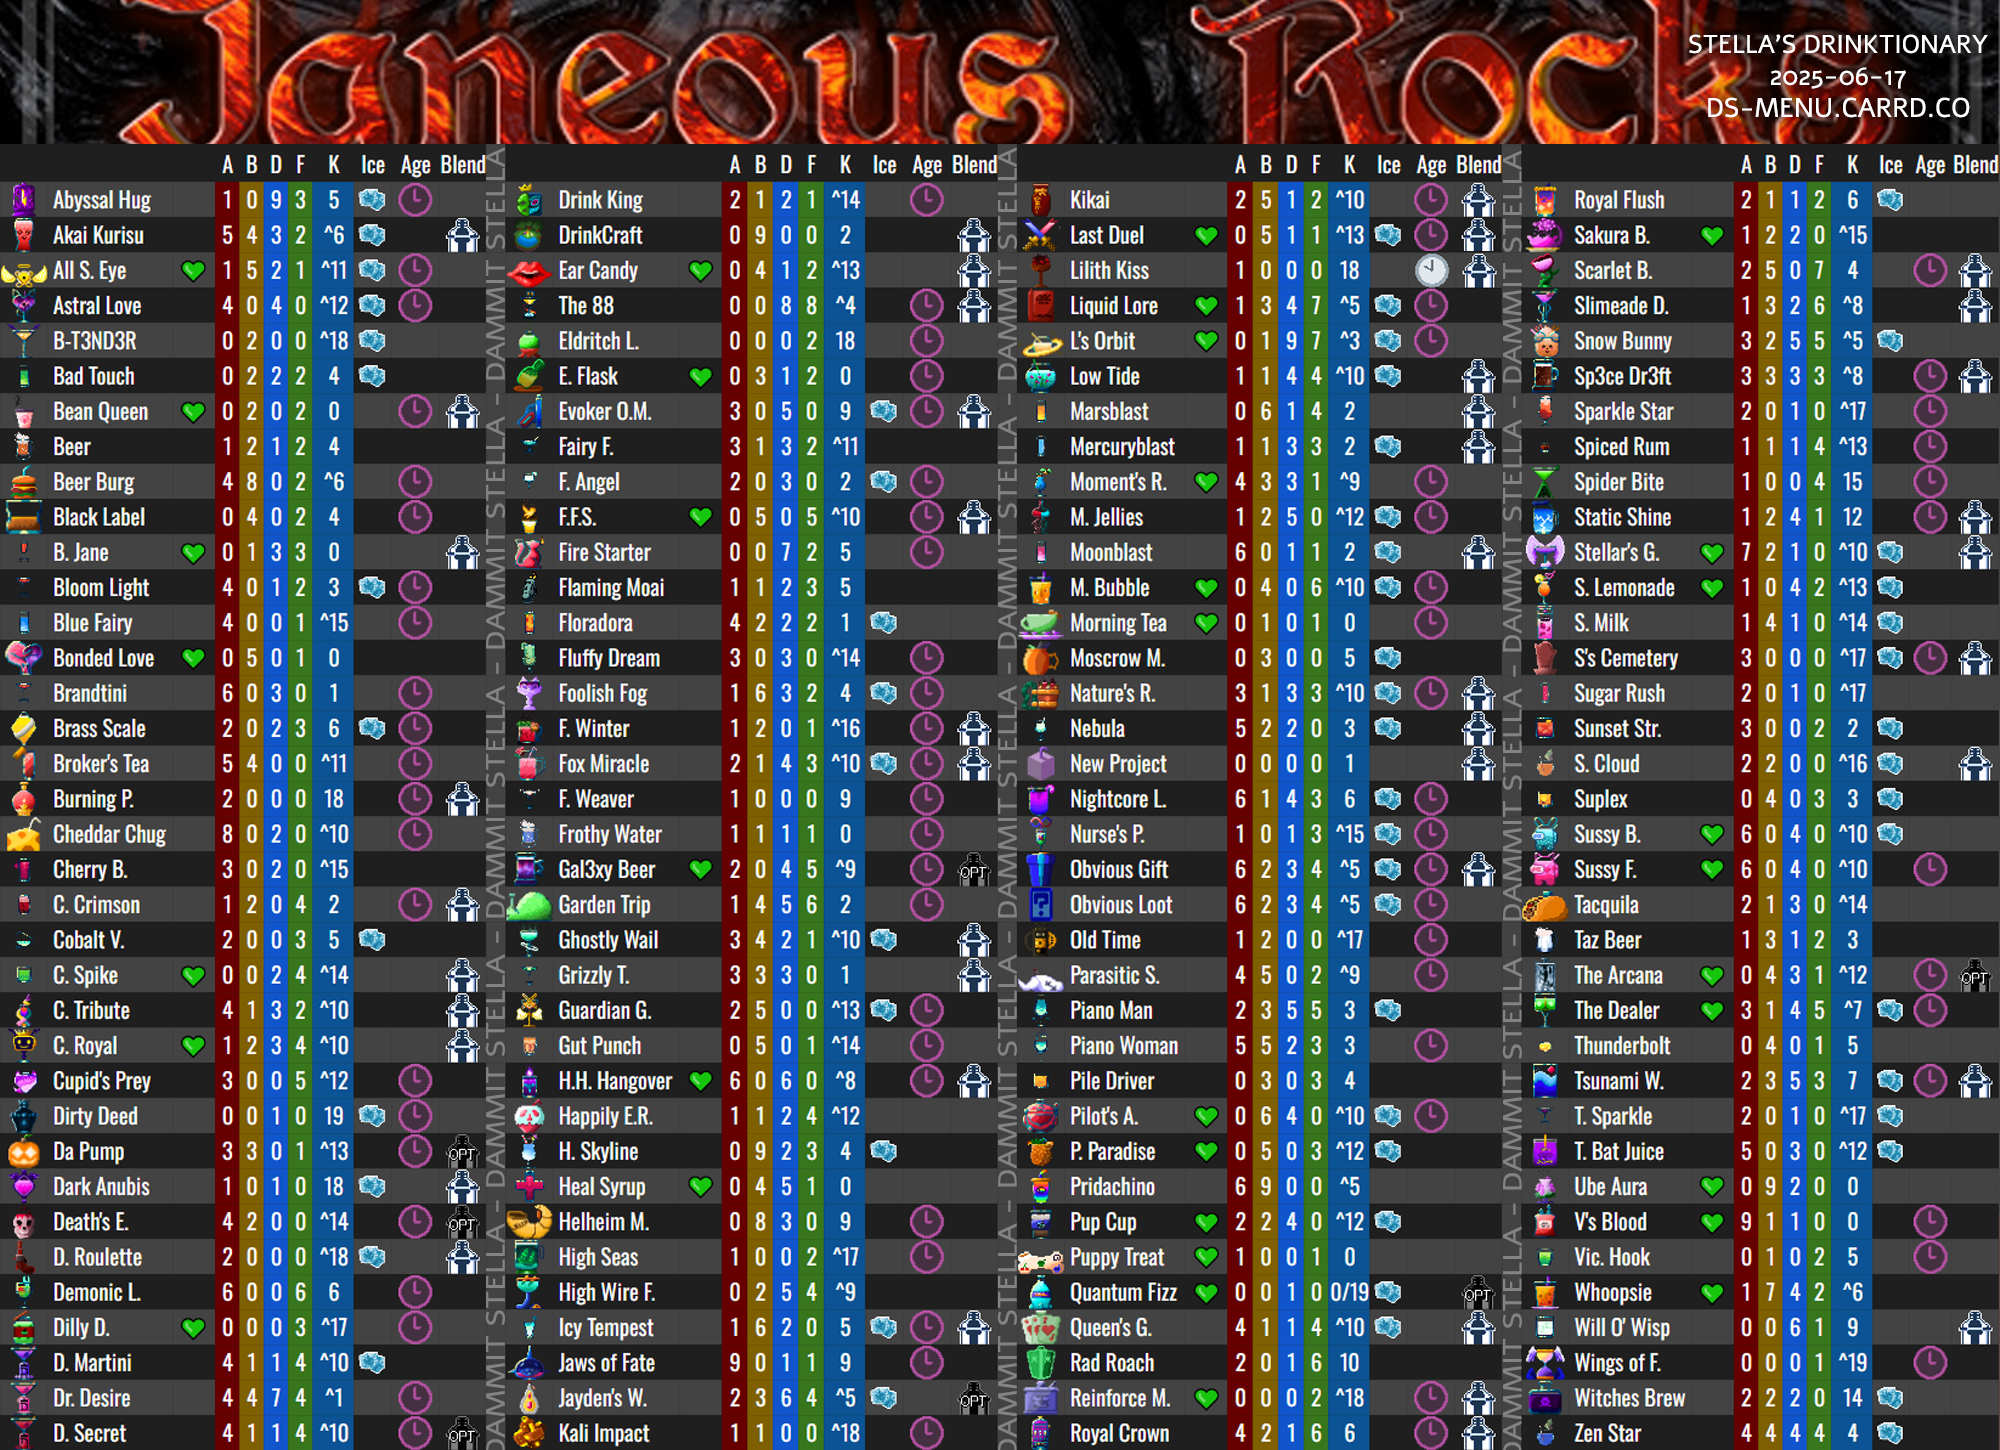 Igneous Rocks
STELLA'S DRINKTIONARY
2025-06-17
DS-MENU.CARRD.CO
A B D F K Ice Age Blend
Abyssal Hug 1 0 9 3 5
Akai Kurisu 5 4 3 2 ^6
All S. Eye 1 5 2 1 ^11
Astral Love 4 0 4 0 ^12
B-T3ND3R 0 2 0 0 ^18
Bad Touch 0 2 2 2 4
Bean Queen 0 2 0 2 0
Beer 1 2 1 2 4
Beer Burg 4 8 0 2 ^6
Black Label 0 4 0 2 4
B. Jane 0 1 3 3 0
Bloom Light 4 0 1 2 3
Blue Fairy 4 0 0 1 ^15
Bonded Love 0 5 0 1 0
Brandtini 6 0 3 0 1
Brass Scale 2 0 2 3 6
Broker's Tea 5 4 0 0 ^11
Burning P. 2 0 0 0 18
Cheddar Chug 8 0 2 0 ^10
Cherry B. 3 0 2 0 ^15
C. Crimson 1 2 0 4 2
Cobalt V. 2 0 0 3 5
C. Spike 0 0 2 4 ^14
C. Tribute 4 1 3 2 ^10
C. Royal 1 2 3 4 ^10
Cupid's Prey 3 0 0 5 ^12
Dirty Deed 0 0 1 0 19
Da Pump 3 3 0 1 ^13 OPT
Dark Anubis 1 0 1 0 18
Death's E. 4 2 0 0 ^14 OPT
D. Roulette 2 0 0 0 ^18
Demonic L. 6 0 0 6 6
Dilly D. 0 0 0 3 ^17
D. Martini 4 1 1 4 ^10
Dr. Desire 4 4 7 4 ^1
D. Secret 4 1 1 4 ^10 OPT
DAMMIT STELLA - DAMMIT STELLA - DAMMIT STELLA - DAMMIT STELLA
A B D F K Ice Age Blend
Drink King 2 1 2 1 ^14
DrinkCraft 0 9 0 0 2
Ear Candy 0 4 1 2 ^13
The 88 0 0 8 8 ^4
Eldritch L. 0 0 0 2 18
E. Flask 0 3 1 2 0
Evoker O.M. 3 0 5 0 9
Fairy F. 3 1 3 2 ^11
F. Angel 2 0 3 0 2
F.F.S. 0 5 0 5 ^10
Fire Starter 0 0 7 2 5
Flaming Moai 1 1 2 3 5
Floradora 4 2 2 2 1
Fluffy Dream 3 0 3 0 ^14
Foolish Fog 1 6 3 2 4
F. Winter 1 2 0 1 ^16
Fox Miracle 2 1 4 3 ^10
F. Weaver 1 0 0 0 9
Frothy Water 1 1 1 1 0
Gal3xy Beer 2 0 4 5 ^9 OPT
Garden Trip 1 4 5 6 2
Ghostly Wail 3 4 2 1 ^10
Grizzly T. 3 3 3 0 1
Guardian G. 2 5 0 0 ^13
Gut Punch 0 5 0 1 ^14
H.H. Hangover 6 0 6 0 ^8
Happily E.R. 1 1 2 4 ^12
H. Skyline 0 9 2 3 4
Heal Syrup 0 4 5 1 0
Helheim M. 0 8 3 0 9
High Seas 1 0 0 2 ^17
High Wire F. 0 2 5 4 ^9
Icy Tempest 1 6 2 0 5
Jaws of Fate 9 0 1 1 9
Jayden's W. 2 3 6 4 ^5 OPT
Kali Impact 1 1 0 0 ^18
DAMMIT STELLA - DAMMIT STELLA - DAMMIT STELLA - DAMMIT STELLA
A B D F K Ice Age Blend
Kikai 2 5 1 2 ^10
Last Duel 0 5 1 1 ^13
Lilith Kiss 1 0 0 0 18
Liquid Lore 1 3 4 7 ^5
L's Orbit 0 1 9 7 ^3
Low Tide 1 1 4 4 ^10
Marsblast 0 6 1 4 2
Mercuryblast 1 1 3 3 2
Moment's R. 4 3 3 1 ^9
M. Jellies 1 2 5 0 ^12
Moonblast 6 0 1 1 2
M. Bubble 0 4 0 6 ^10
Morning Tea 0 1 0 1 0
Moscrow M. 0 3 0 0 5
Nature's R. 3 1 3 3 ^10
Nebula 5 2 2 0 3
New Project 0 0 0 0 1
Nightcore L. 6 1 4 3 6
Nurse's P. 1 0 1 3 ^15
Obvious Gift 6 2 3 4 ^5
Obvious Loot 6 2 3 4 ^5
Old Time 1 2 0 0 ^17
Parasitic S. 4 5 0 2 ^9
Piano Man 2 3 5 5 3
Piano Woman 5 5 2 3 3
Pile Driver 0 3 0 3 4
Pilot's A. 0 6 4 0 ^10
P. Paradise 0 5 0 3 ^12
Pridachino 6 9 0 0 ^5
Pup Cup 2 2 4 0 ^12
Puppy Treat 1 0 0 1 0
Quantum Fizz 0 0 1 0 0/19 OPT
Queen's G. 4 1 1 4 ^10
Rad Roach 2 0 1 6 10
Reinforce M. 0 0 0 2 ^18
Royal Crown 4 2 1 6 6
DAMMIT STELLA - DAMMIT STELLA - DAMMIT STELLA - DAMMIT STELLA
A B D F K Ice Age Blend
Royal Flush 2 1 1 2 6
Sakura B. 1 2 2 0 ^15
Scarlet B. 2 5 0 7 4
Slimeade D. 1 3 2 6 ^8
Snow Bunny 3 2 5 5 ^5
Sp3ce Dr3ft 3 3 3 3 ^8
Sparkle Star 2 0 1 0 ^17
Spiced Rum 1 1 1 4 ^13
Spider Bite 1 0 0 4 15
Static Shine 1 2 4 1 12
Stellar's G. 7 2 1 0 ^10
S. Lemonade 1 0 4 2 ^13
S. Milk 1 4 1 0 ^14
S's Cemetery 3 0 0 0 ^17
Sugar Rush 2 0 1 0 ^17
Sunset Str. 3 0 0 2 2
S. Cloud 2 2 0 0 ^16
Suplex 0 4 0 3 3
Sussy B. 6 0 4 0 ^10
Sussy F. 6 0 4 0 ^10
Tacquila 2 1 3 0 ^14
Taz Beer 1 3 1 2 3
The Arcana 0 4 3 1 ^12 OPT
The Dealer 3 1 4 5 ^7
Thunderbolt 0 4 0 1 5
Tsunami W. 2 3 5 3 7
T. Sparkle 2 0 1 0 ^17
T. Bat Juice 5 0 3 0 ^12
Ube Aura 0 9 2 0 0
V's Blood 9 1 1 0 0
Vic. Hook 0 1 0 2 5
Whoopsie 1 7 4 2 ^6
Will O' Wisp 0 0 6 1 9
Wings of F. 0 0 0 1 ^19
Witches Brew 2 2 2 0 14
Zen Star 4 4 4 4 4